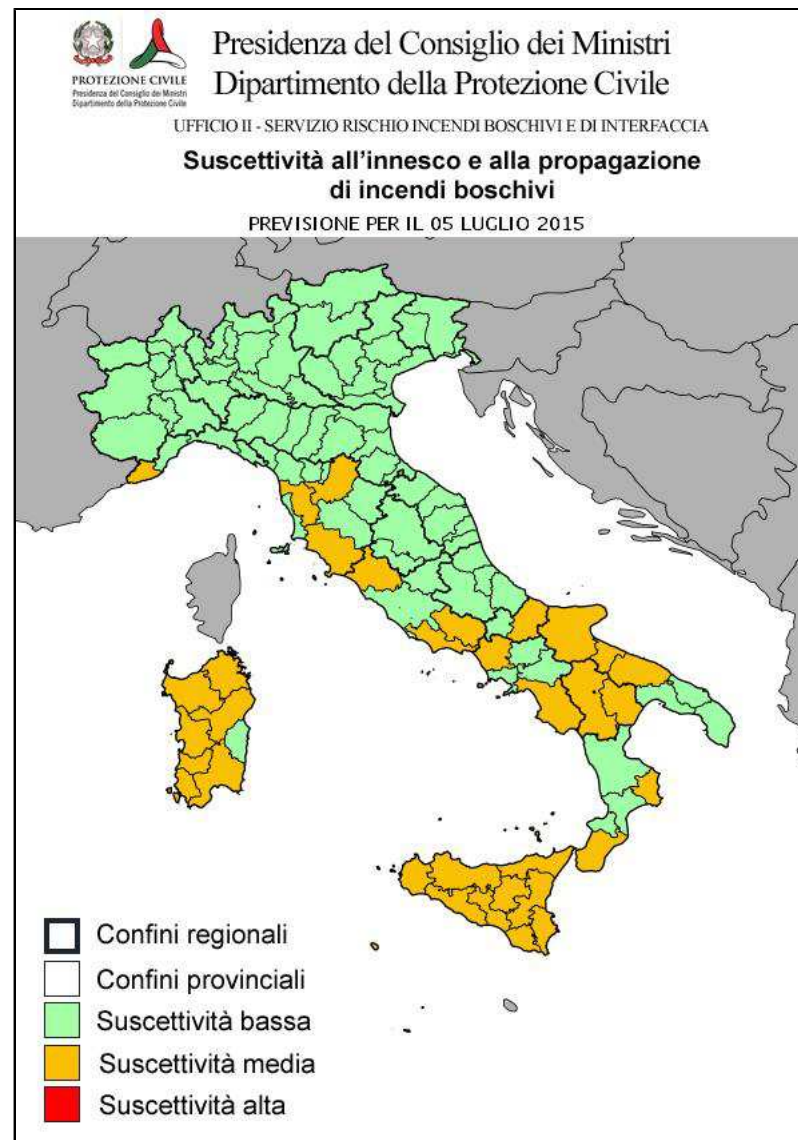 PROTEZIONE CIVILE
Presidenza del Consiglio dei Ministri
Dipartimento della Protezione Civile
Presidenza del Consiglio dei Ministri
Dipartimento della Protezione Civile
UFFICIO II - SERVIZIO RISCHIO INCENDI BOSCHIVI E DI INTERFACCIA
Suscettività all'innesco e alla propagazione
di incendi boschivi
PREVISIONE PER IL 05 LUGLIO 2015
Confini regionali
Confini provinciali
Suscettività bassa
Suscettività media
Suscettività alta